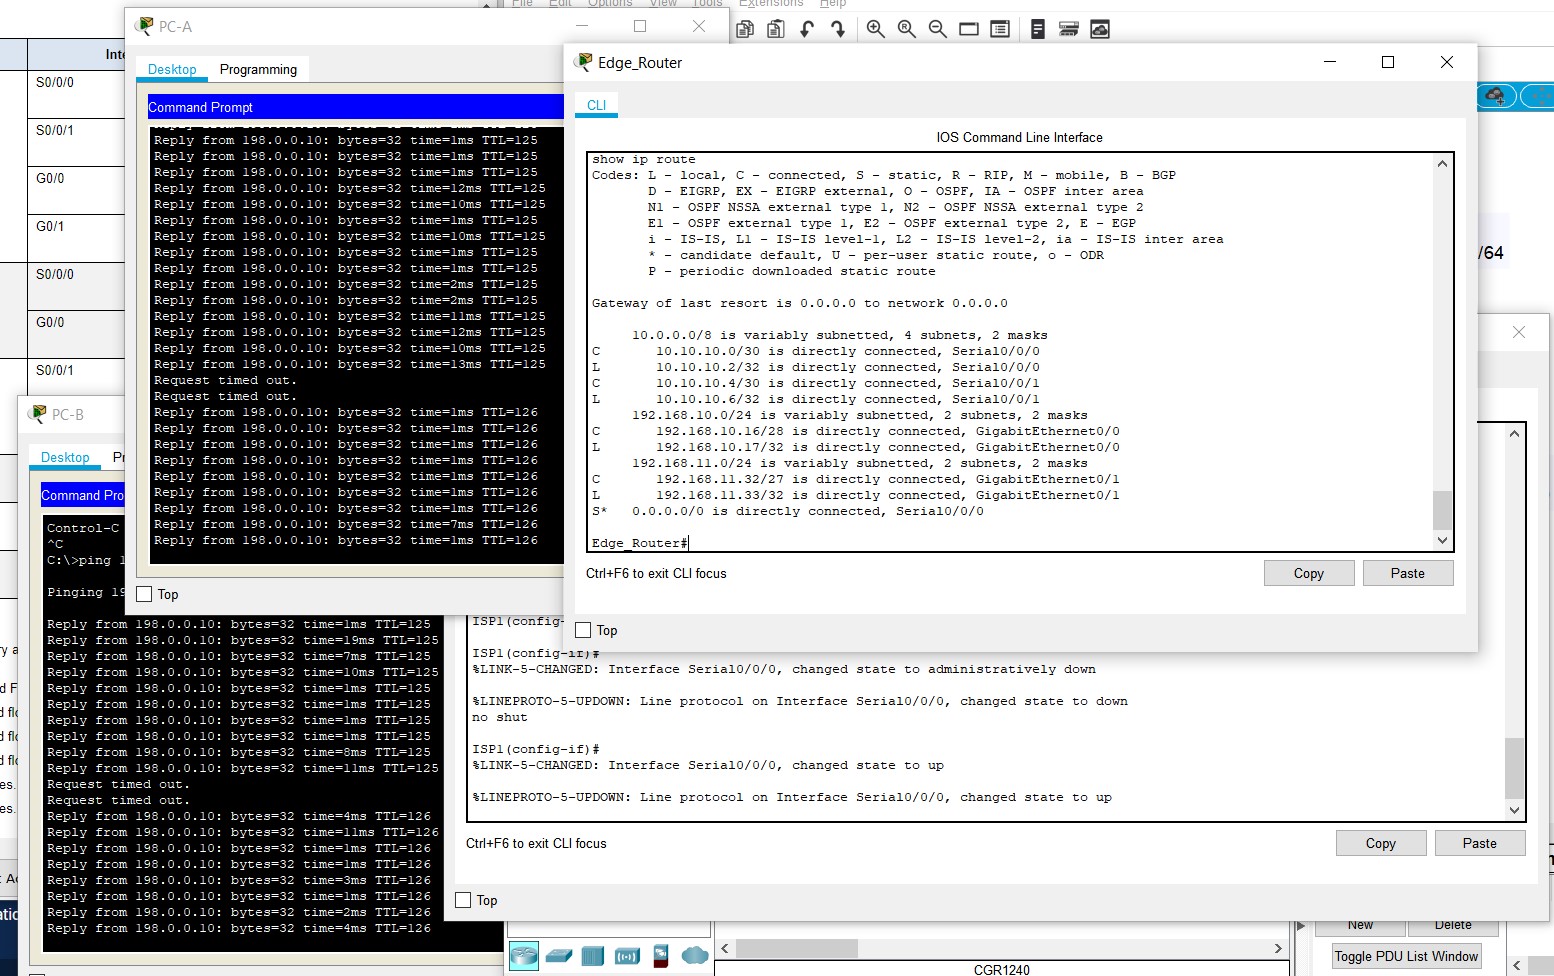 File Edit Options View Tools Extensions Help
PC-A
Desktop Programming
Command Prompt
Reply from 198.0.0.10: bytes=32 time=1ms TTL=125
Reply from 198.0.0.10: bytes=32 time=1ms TTL=125
Reply from 198.0.0.10: bytes=32 time=1ms TTL=125
Reply from 198.0.0.10: bytes=32 time=12ms TTL=125
Reply from 198.0.0.10: bytes=32 time=10ms TTL=125
Reply from 198.0.0.10: bytes=32 time=1ms TTL=125
Reply from 198.0.0.10: bytes=32 time=10ms TTL=125
Reply from 198.0.0.10: bytes=32 time=1ms TTL=125
Reply from 198.0.0.10: bytes=32 time=1ms TTL=125
Reply from 198.0.0.10: bytes=32 time=2ms TTL=125
Reply from 198.0.0.10: bytes=32 time=2ms TTL=125
Reply from 198.0.0.10: bytes=32 time=11ms TTL=125
Reply from 198.0.0.10: bytes=32 time=12ms TTL=125
Reply from 198.0.0.10: bytes=32 time=10ms TTL=125
Reply from 198.0.0.10: bytes=32 time=13ms TTL=125
Request timed out.
Request timed out.
Reply from 198.0.0.10: bytes=32 time=1ms TTL=126
Reply from 198.0.0.10: bytes=32 time=1ms TTL=126
Reply from 198.0.0.10: bytes=32 time=1ms TTL=126
Reply from 198.0.0.10: bytes=32 time=1ms TTL=126
Reply from 198.0.0.10: bytes=32 time=1ms TTL=126
Reply from 198.0.0.10: bytes=32 time=1ms TTL=126
Reply from 198.0.0.10: bytes=32 time=1ms TTL=126
Reply from 198.0.0.10: bytes=32 time=7ms TTL=126
Reply from 198.0.0.10: bytes=32 time=1ms TTL=126
Top
Edge_Router
CLI
IOS Command Line Interface
show ip route
Codes: L - local, C - connected, S - static, R - RIP, M - mobile, B - BGP
D - EIGRP, EX - EIGRP external, O - OSPF, IA - OSPF inter area
N1 - OSPF NSSA external type 1, N2 - OSPF NSSA external type 2
E1 - OSPF external type 1, E2 - OSPF external type 2, E - EGP
i - IS-IS, L1 - IS-IS level-1, L2 - IS-IS level-2, ia - IS-IS inter area
* - candidate default, U - per-user static route, o - ODR
P - periodic downloaded static route
Gateway of last resort is 0.0.0.0 to network 0.0.0.0
10.0.0.0/8 is variably subnetted, 4 subnets, 2 masks
C 10.10.10.0/30 is directly connected, Serial0/0/0
L 10.10.10.2/32 is directly connected, Serial0/0/0
C 10.10.10.4/30 is directly connected, Serial0/0/1
L 10.10.10.6/32 is directly connected, Serial0/0/1
192.168.10.0/24 is variably subnetted, 2 subnets, 2 masks
C 192.168.10.16/28 is directly connected, GigabitEthernet0/0
L 192.168.10.17/32 is directly connected, GigabitEthernet0/0
192.168.11.0/24 is variably subnetted, 2 subnets, 2 masks
C 192.168.11.32/27 is directly connected, GigabitEthernet0/1
L 192.168.11.33/32 is directly connected, GigabitEthernet0/1
S* 0.0.0.0/0 is directly connected, Serial0/0/0
Edge_Router#
Ctrl+F6 to exit CLI focus
Copy Paste
Top
/64
Inte
S0/0/0
S0/0/1
G0/0
G0/1
S0/0/0
G0/0
S0/0/1
PC-B
Desktop Pr
Command Pro
Control-C
^C
C:\>ping 1
Pinging 19
Reply from 198.0.0.10: bytes=32 time=1ms TTL=125
Reply from 198.0.0.10: bytes=32 time=19ms TTL=125
Reply from 198.0.0.10: bytes=32 time=7ms TTL=125
Reply from 198.0.0.10: bytes=32 time=10ms TTL=125
Reply from 198.0.0.10: bytes=32 time=1ms TTL=125
Reply from 198.0.0.10: bytes=32 time=1ms TTL=125
Reply from 198.0.0.10: bytes=32 time=1ms TTL=125
Reply from 198.0.0.10: bytes=32 time=1ms TTL=125
Reply from 198.0.0.10: bytes=32 time=8ms TTL=125
Reply from 198.0.0.10: bytes=32 time=11ms TTL=125
Request timed out.
Request timed out.
Reply from 198.0.0.10: bytes=32 time=4ms TTL=126
Reply from 198.0.0.10: bytes=32 time=11ms TTL=126
Reply from 198.0.0.10: bytes=32 time=1ms TTL=126
Reply from 198.0.0.10: bytes=32 time=1ms TTL=126
Reply from 198.0.0.10: bytes=32 time=3ms TTL=126
Reply from 198.0.0.10: bytes=32 time=1ms TTL=126
Reply from 198.0.0.10: bytes=32 time=2ms TTL=126
Reply from 198.0.0.10: bytes=32 time=4ms TTL=126
ISP1(config-
ISP1(config-if)#
%LINK-5-CHANGED: Interface Serial0/0/0, changed state to administratively down
%LINEPROTO-5-UPDOWN: Line protocol on Interface Serial0/0/0, changed state to down
no shut
ISP1(config-if)#
%LINK-5-CHANGED: Interface Serial0/0/0, changed state to up
%LINEPROTO-5-UPDOWN: Line protocol on Interface Serial0/0/0, changed state to up
Ctrl+F6 to exit CLI focus
Copy Paste
Top
New Delete
Toggle PDU List Window
CGR1240